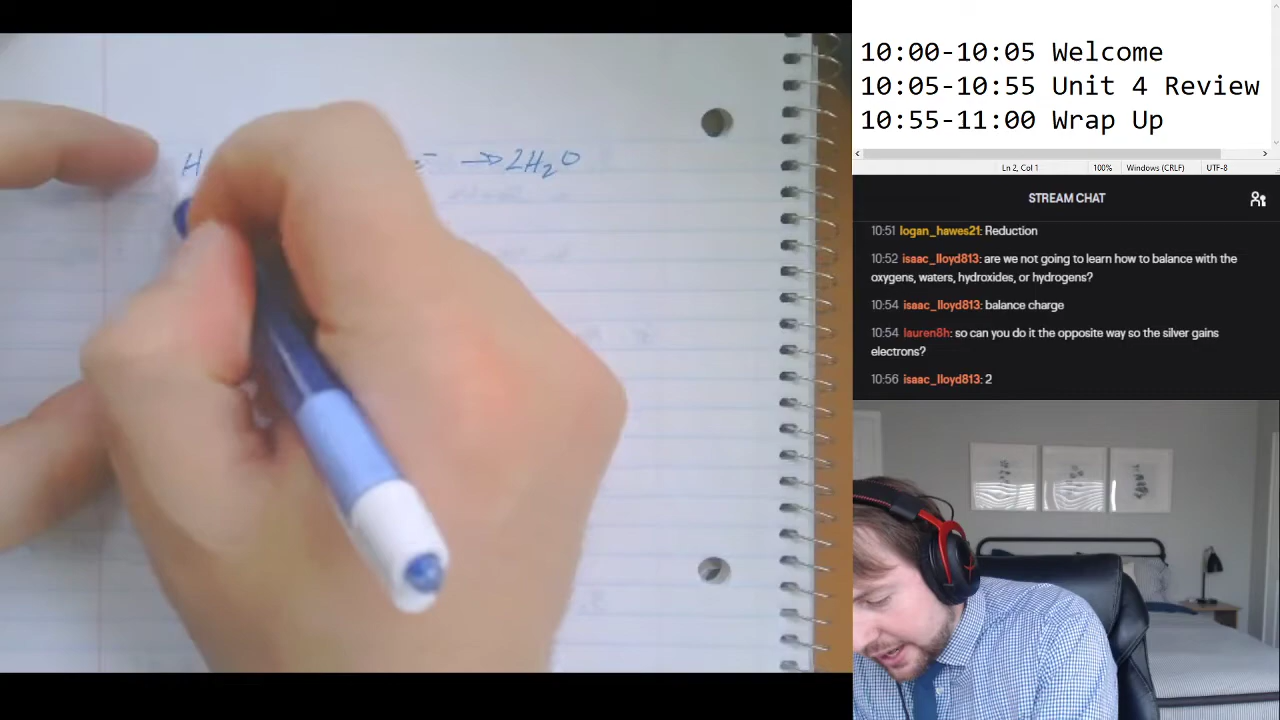 H e⁻ → 2H₂O
10:00-10:05 Welcome
10:05-10:55 Unit 4 Review
10:55-11:00 Wrap Up
Ln 2, Col 1 100% Windows (CRLF) UTF-8
STREAM CHAT
10:51 logan_hawes21: Reduction
10:52 isaac_lloyd813: are we not going to learn how to balance with the
oxygens, waters, hydroxides, or hydrogens?
10:54 isaac_lloyd813: balance charge
10:54 lauren8h: so can you do it the opposite way so the silver gains
electrons?
10:56 isaac_lloyd813: 2